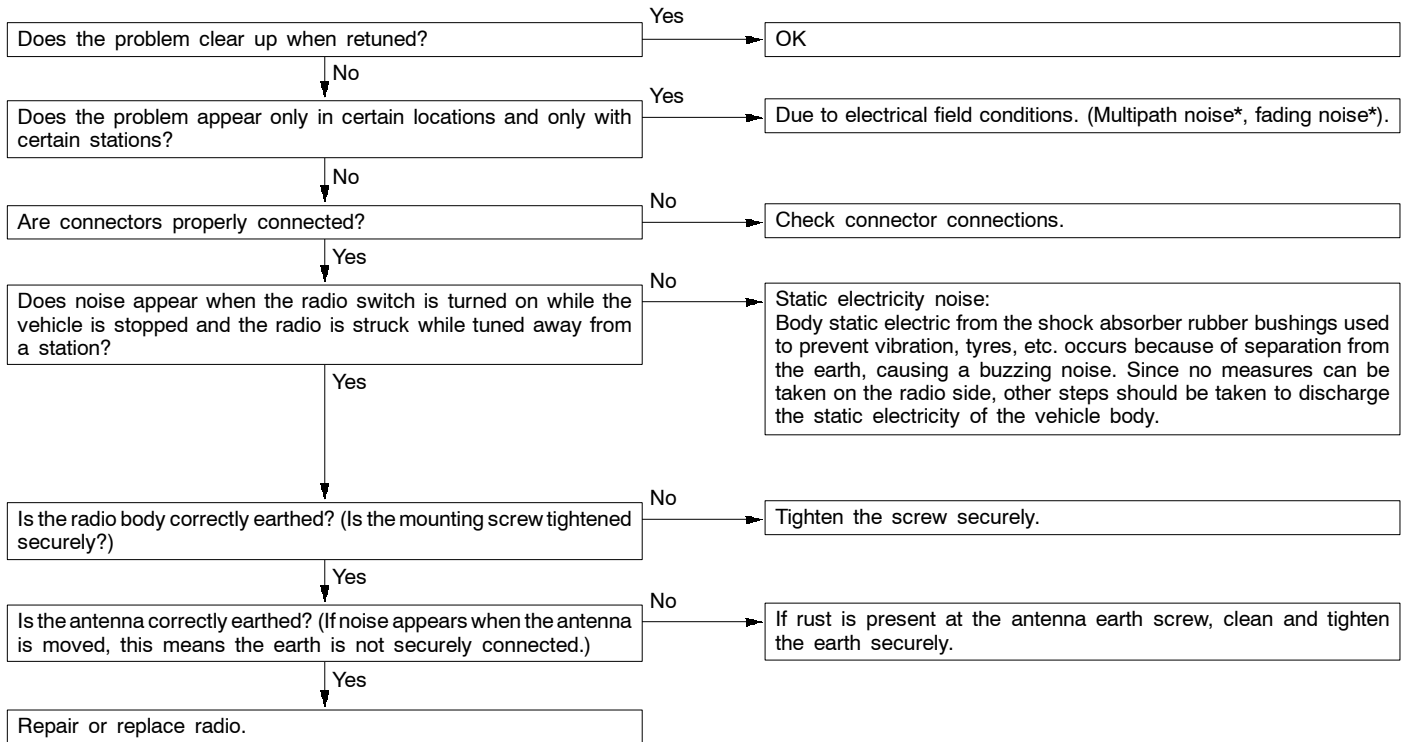 Does the problem clear up when retuned?
Yes
OK
No
Does the problem appear only in certain locations and only with
certain stations?
Yes
Due to electrical field conditions. (Multipath noise*, fading noise*).
No
Are connectors properly connected?
No
Check connector connections.
Yes
Does noise appear when the radio switch is turned on while the
vehicle is stopped and the radio is struck while tuned away from
a station?
No
Static electricity noise:
Body static electric from the shock absorber rubber bushings used
to prevent vibration, tyres, etc. occurs because of separation from
the earth, causing a buzzing noise. Since no measures can be
taken on the radio side, other steps should be taken to discharge
the static electricity of the vehicle body.
Yes
Is the radio body correctly earthed? (Is the mounting screw tightened
securely?)
No
Tighten the screw securely.
Yes
Is the antenna correctly earthed? (If noise appears when the antenna
is moved, this means the earth is not securely connected.)
No
If rust is present at the antenna earth screw, clean and tighten
the earth securely.
Yes
Repair or replace radio.